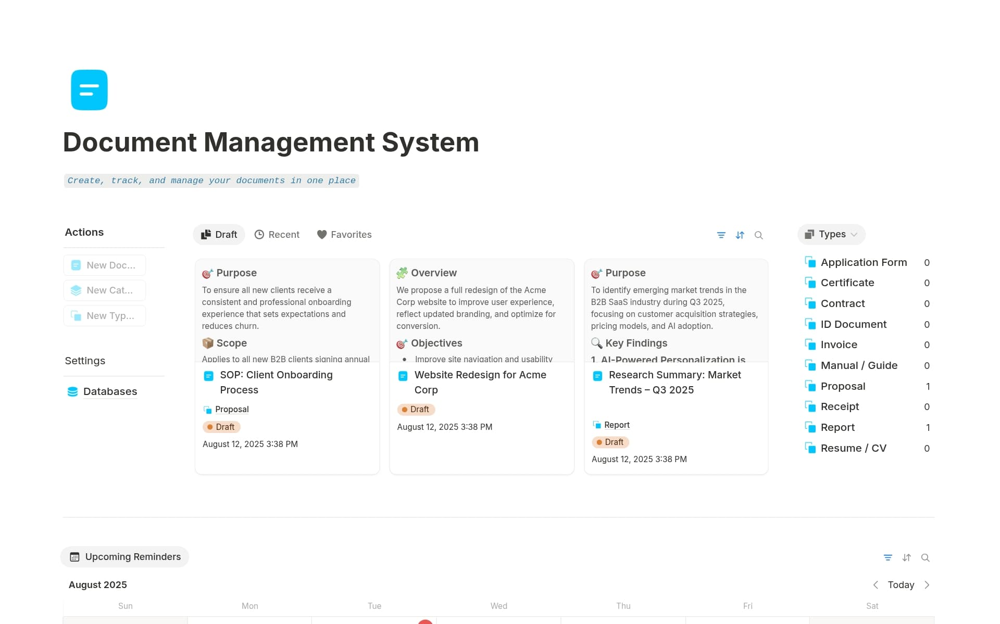 Document Management System
Create, track, and manage your documents in one place
Actions
New Doc...
New Cat...
New Typ...
Settings
Databases
Draft
Recent
Favorites
Purpose
To ensure all new clients receive a
consistent and professional onboarding
experience that sets expectations and
reduces churn.
Scope
Applies to all new B2B clients signing annual
SOP: Client Onboarding
Process
Proposal
Draft
August 12, 2025 3:38 PM
Overview
We propose a full redesign of the Acme
Corp website to improve user experience,
reflect updated branding, and optimize for
conversion.
Objectives
• Improve site navigation and usability
Website Redesign for Acme
Corp
Draft
August 12, 2025 3:38 PM
Purpose
To identify emerging market trends in the
B2B SaaS industry during Q3 2025,
focusing on customer acquisition strategies,
pricing models, and AI adoption.
Key Findings
1. AI-Powered Personalization is
Research Summary: Market
Trends – Q3 2025
Report
Draft
August 12, 2025 3:38 PM
Types
Application Form 0
Certificate 0
Contract 0
ID Document 0
Invoice 0
Manual / Guide 0
Proposal 1
Receipt 0
Report 1
Resume / CV 0
Upcoming Reminders
August 2025
Today
Sun Mon Tue Wed Thu Fri Sat